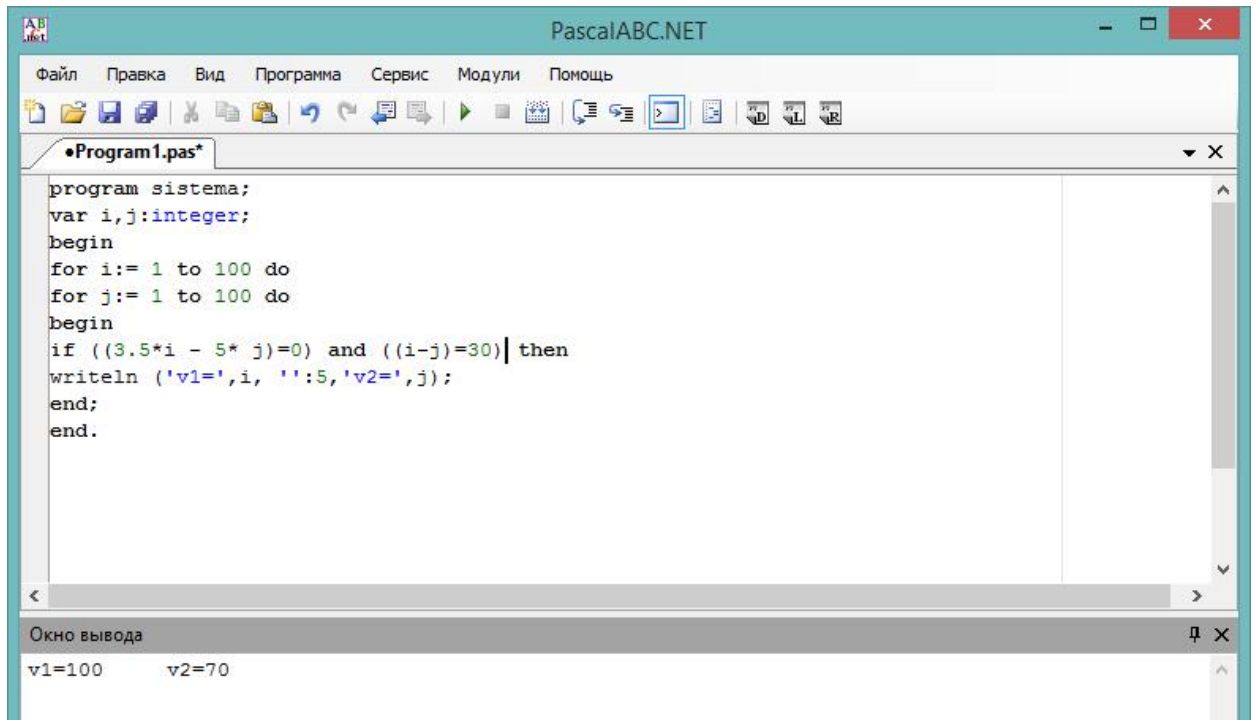 PascalABC.NET
Файл Правка Вид Программа Сервис Модули Помощь
•Program1.pas*
program sistema;
var i,j:integer;
begin
for i:= 1 to 100 do
for j:= 1 to 100 do
begin
if ((3.5*i - 5* j)=0) and ((i-j)=30) then
writeln ('v1=',i, '':5,'v2=',j);
end;
end.
Окно вывода
v1=100     v2=70